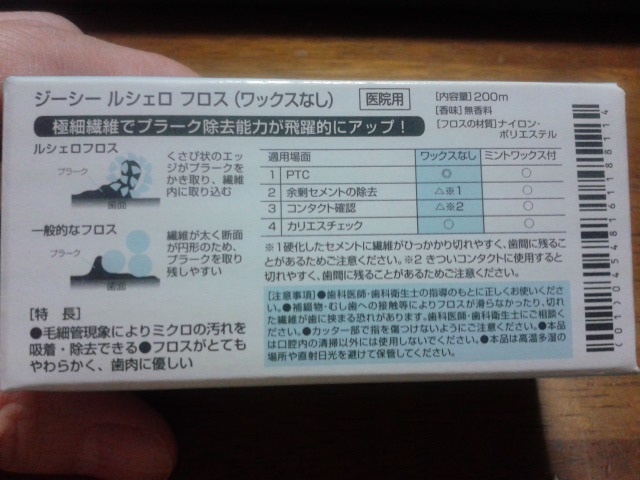 ジーシー ルシェロ フロス(ワックスなし) 医院用
[内容量]200m
[香味]無香料
[フロスの材質]ナイロン・
ポリエステル
極細繊維でプラーク除去能力が飛躍的にアップ!
ルシェロフロス
プラーク
歯面
くさび状のエッ
ジがプラークを
かき取り、繊維
内に取り込む
一般的なフロス
プラーク
歯面
繊維が太く断面
が円形のため、
プラークを取り
残しやすい
[特 長]
●毛細管現象によりミクロの汚れを
吸着・除去できる●フロスがとても
やわらかく、歯肉に優しい
適用場面 ワックスなし ミントワックス付
1 PTC ◎ ○
2 余剰セメントの除去 △※1 ○
3 コンタクト確認 △※2 ○
4 カリエスチェック ○ ○
※1硬化したセメントに繊維がひっかかり切れやすく、歯間に残るこ
とがあるためご注意ください。※2 きついコンタクトに使用すると
切れやすく、歯間に残ることがあるためご注意ください。
[注意事項]●歯科医師・歯科衛生士の指導のもとに正しくお使いくださ
い。●補綴物・むし歯への接触等によりフロスが滑らなかったり、切れ
た繊維が歯に挟まる恐れがあります。歯科医師・歯科衛生士にご相談く
ださい。●カッター部で指を傷つけないようにご注意ください。●本品
は口腔内の清掃以外には使用しないでください。●本品は高温多湿の
場所や直射日光を避けて保管してください。
(01)04548161188114